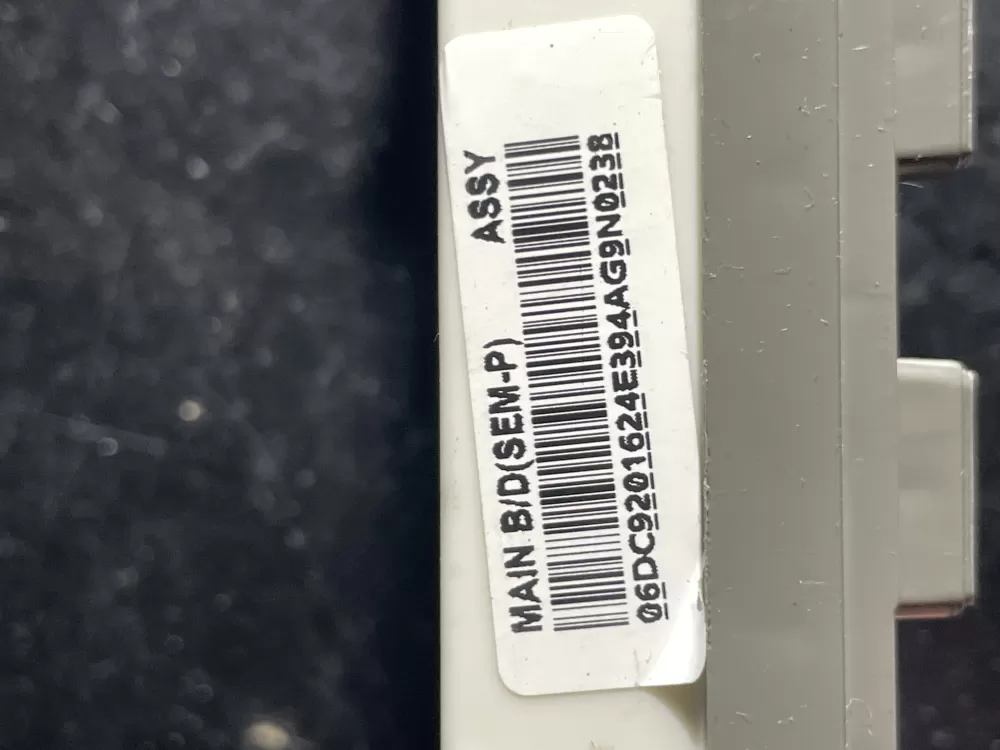 MAIN B/D(SEM-P) ASSY
06DC9201624E394AG9N0238